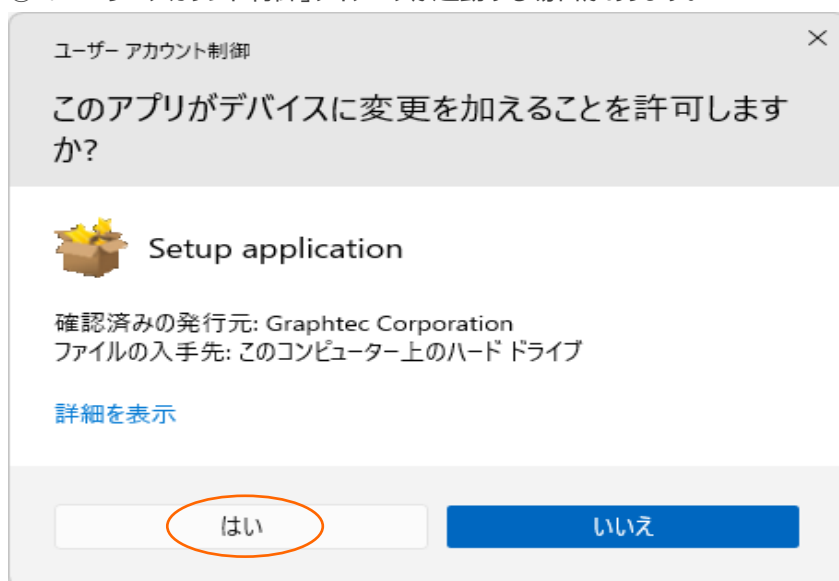 ユーザー アカウント制御
このアプリがデバイスに変更を加えることを許可します
か?
Setup application
確認済みの発行元: Graphtec Corporation
ファイルの入手先: このコンピューター上のハード ドライブ
詳細を表示
はい
いいえ